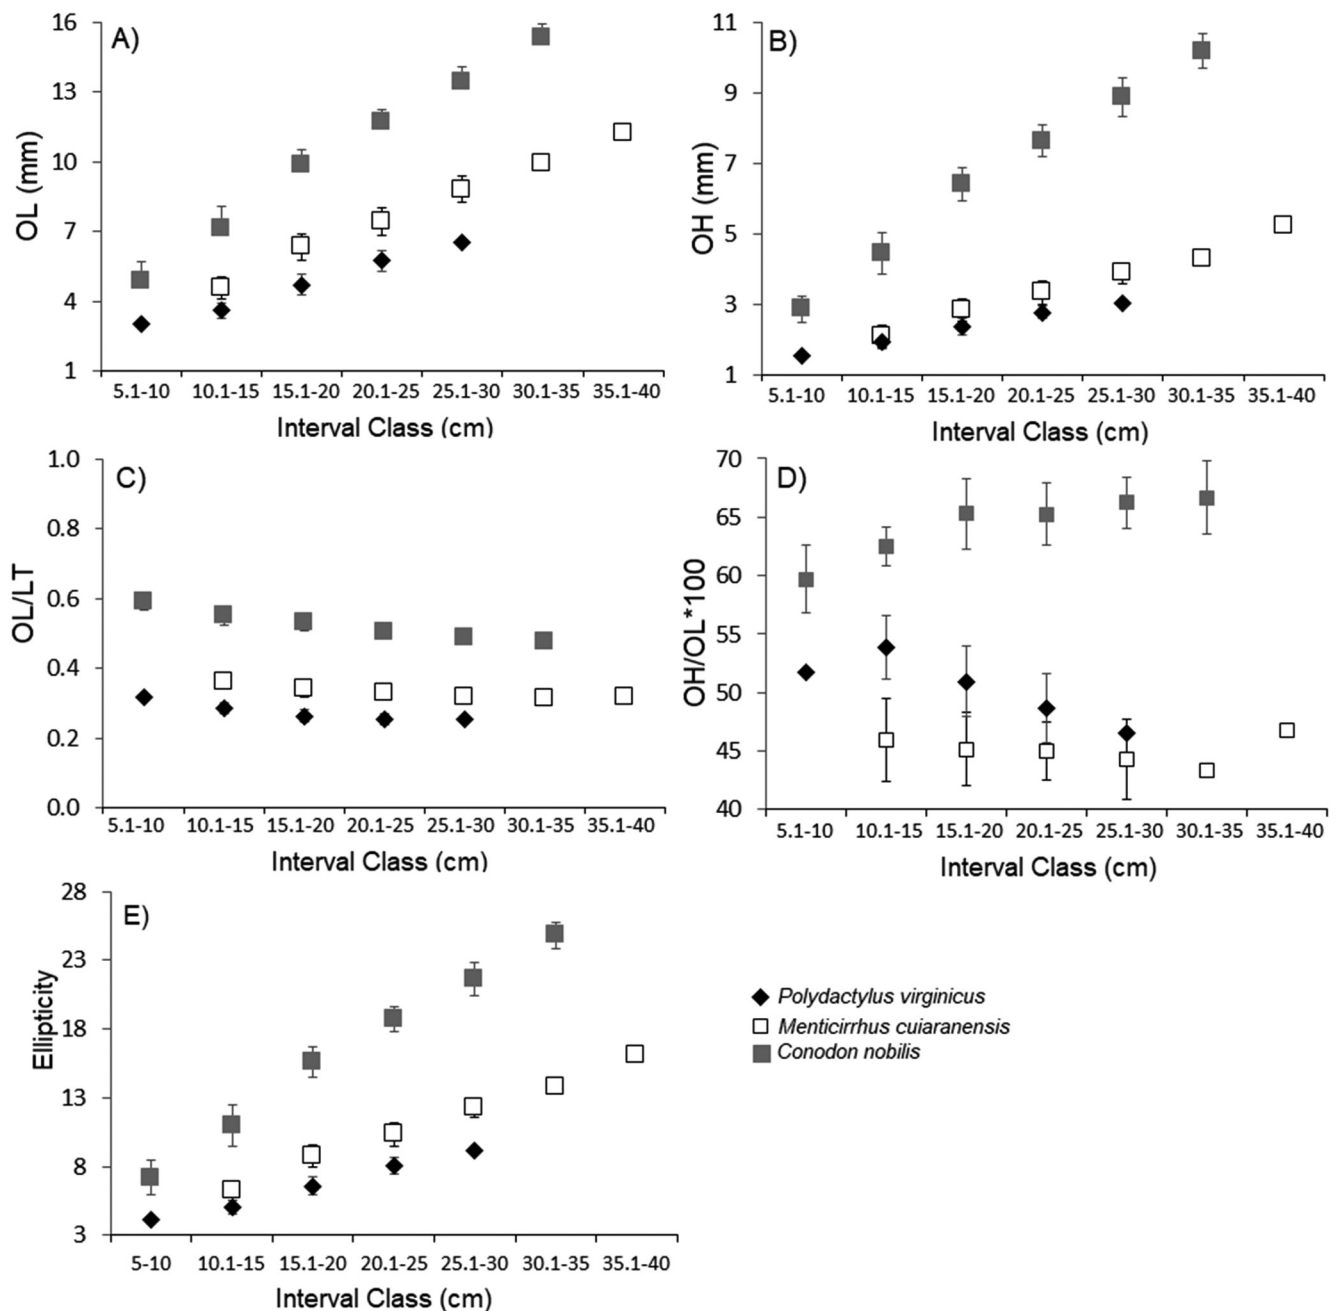 A)
OL (mm)
16
13
10
7
4
1
5.1-10 10.1-15 15.1-20 20.1-25 25.1-30 30.1-35 35.1-40
Interval Class (cm)
B)
OH (mm)
11
9
7
5
3
1
5.1-10 10.1-15 15.1-20 20.1-25 25.1-30 30.1-35 35.1-40
Interval Class (cm)
C)
OL/LT
1.0
0.8
0.6
0.4
0.2
0.0
5.1-10 10.1-15 15.1-20 20.1-25 25.1-30 30.1-35 35.1-40
Interval Class (cm)
D)
OH/OL*100
70
65
60
55
50
45
40
5.1-10 10.1-15 15.1-20 20.1-25 25.1-30 30.1-35 35.1-40
Interval Class (cm)
E)
Ellipticity
28
23
18
13
8
3
5-10 10.1-15 15.1-20 20.1-25 25.1-30 30.1-35 35.1-40
Interval Class (cm)
Polydactylus virginicus
Menticirrhus cuiaranensis
Conodon nobilis